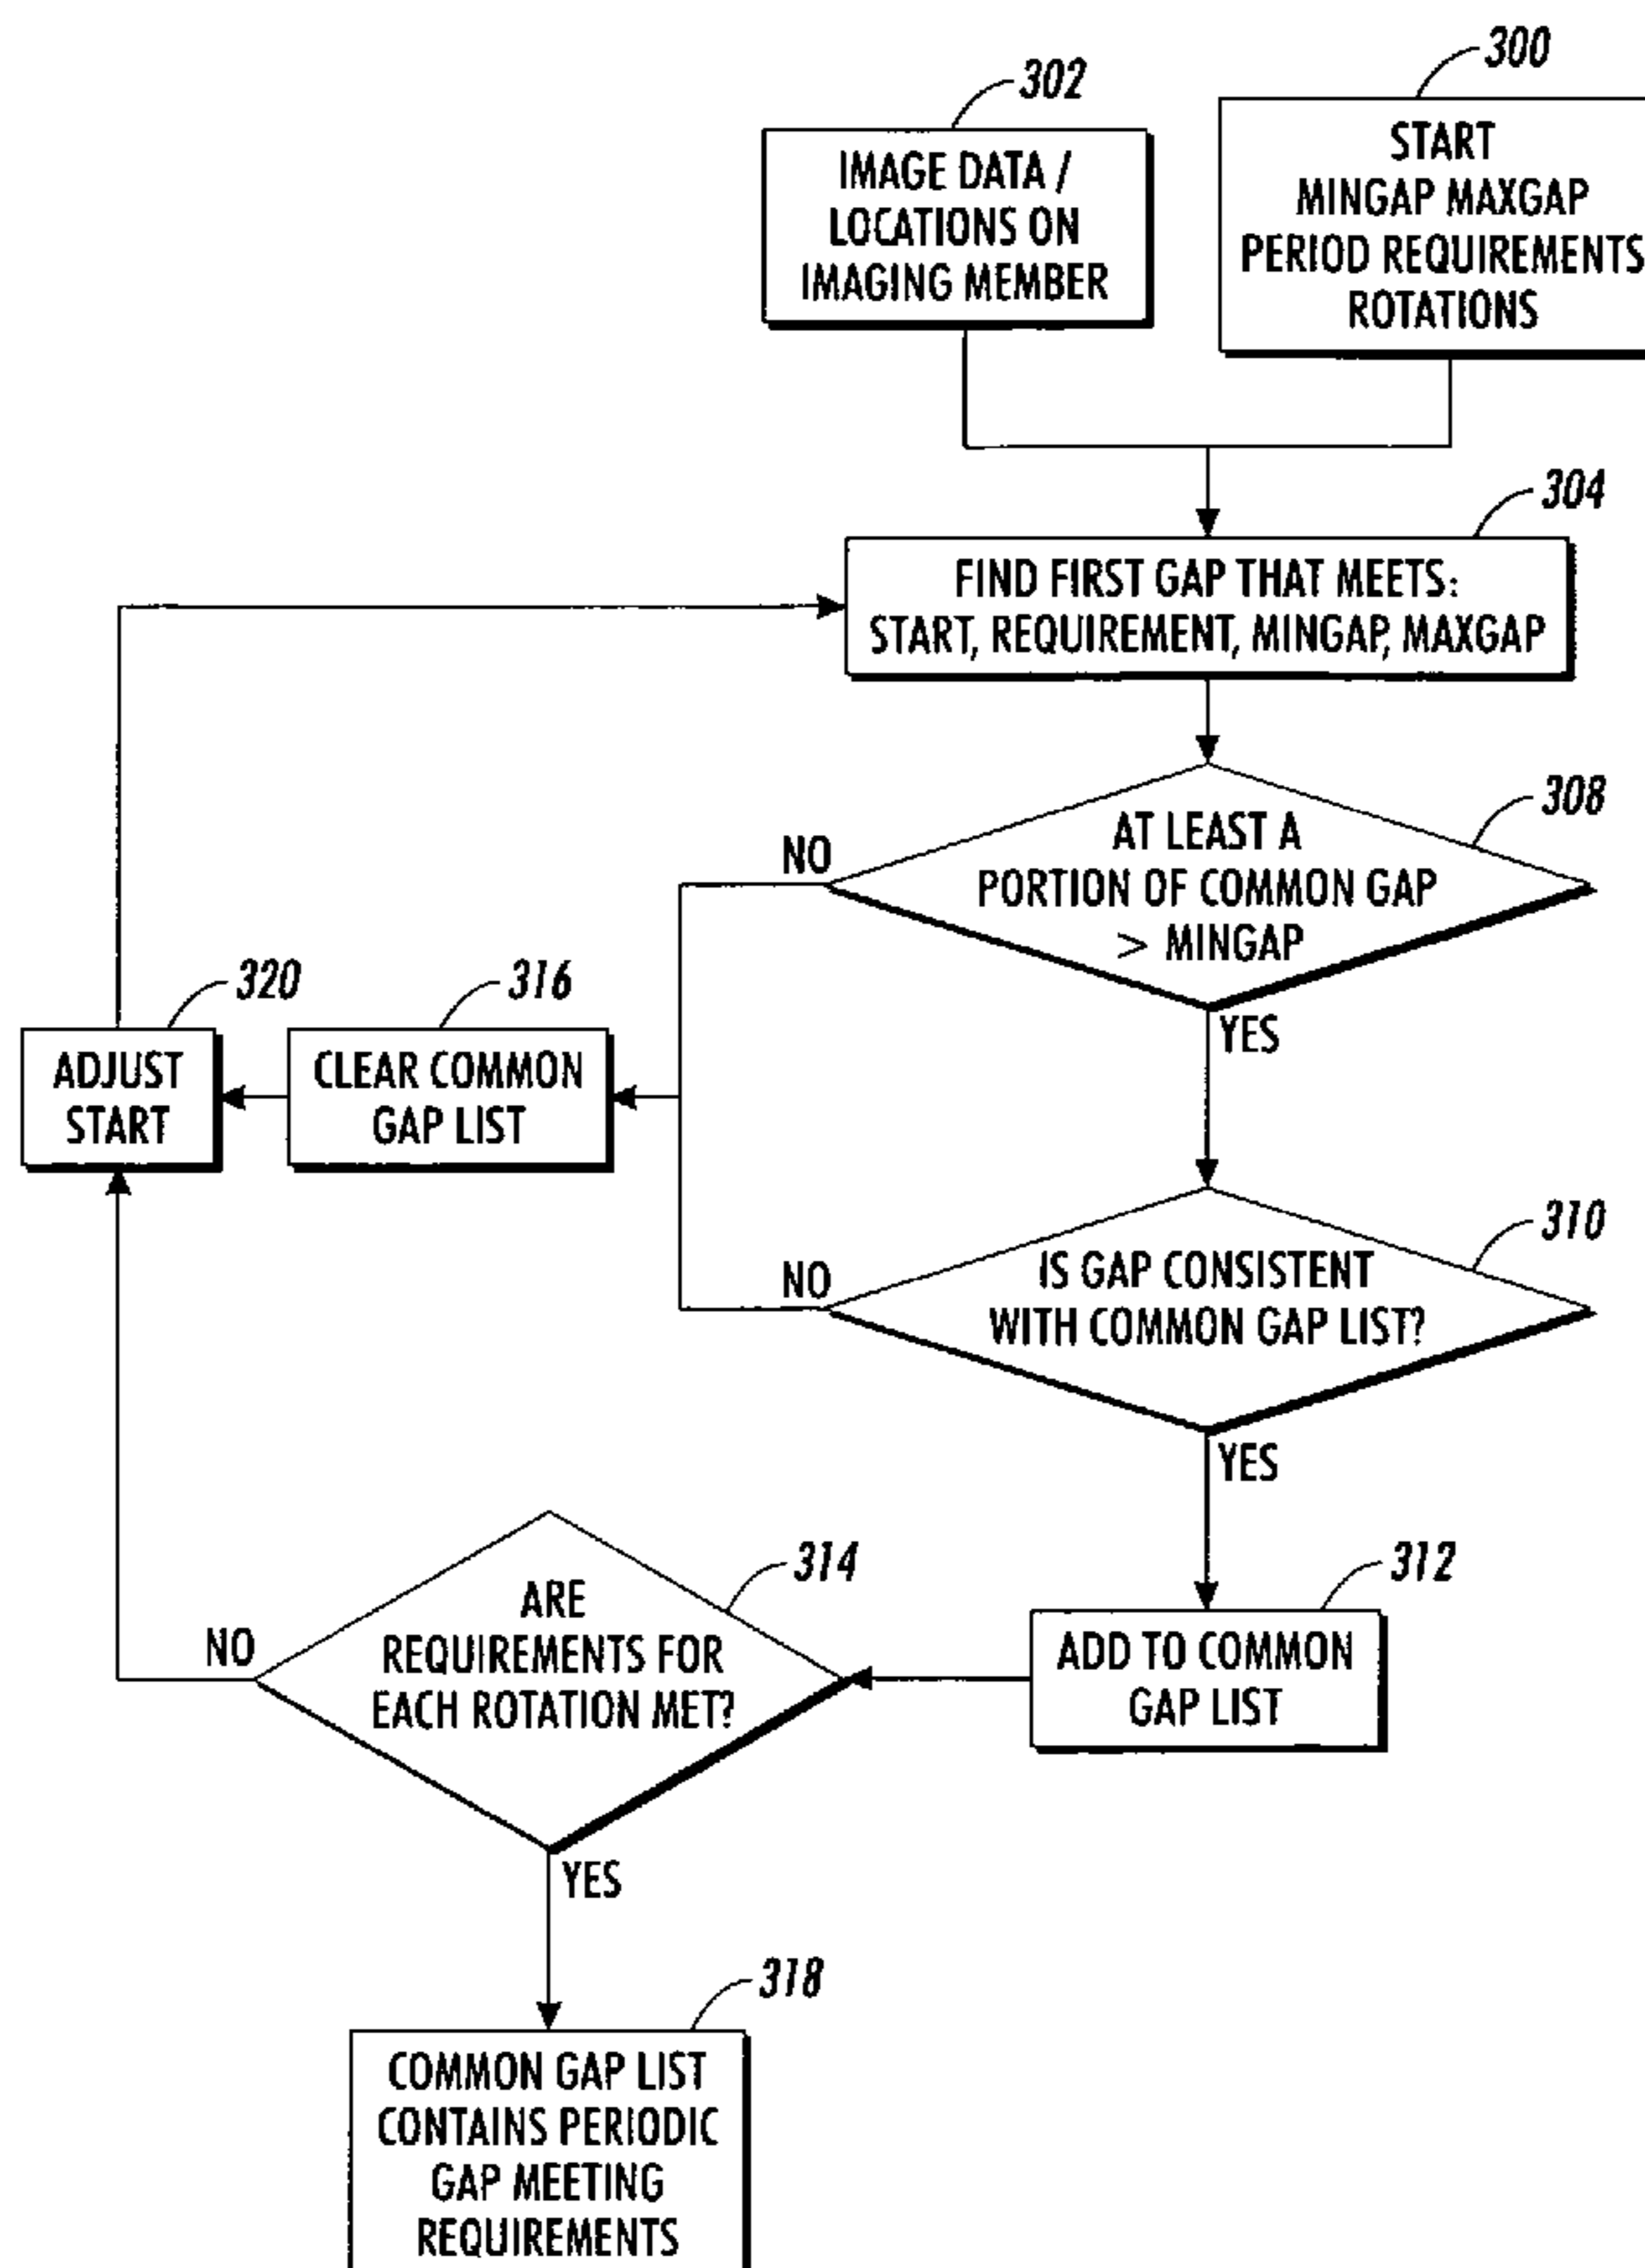 300
302
START
MINGAP MAXGAP
PERIOD REQUIREMENTS
ROTATIONS
IMAGE DATA /
LOCATIONS ON
IMAGING MEMBER
304
FIND FIRST GAP THAT MEETS:
START, REQUIREMENT, MINGAP, MAXGAP
308
AT LEAST A
PORTION OF COMMON GAP
> MINGAP
NO
YES
320
316
ADJUST
START
CLEAR COMMON
GAP LIST
310
IS GAP CONSISTENT
WITH COMMON GAP LIST?
NO
YES
312
ADD TO COMMON
GAP LIST
314
ARE
REQUIREMENTS FOR
EACH ROTATION MET?
NO
YES
318
COMMON GAP LIST
CONTAINS PERIODIC
GAP MEETING
REQUIREMENTS